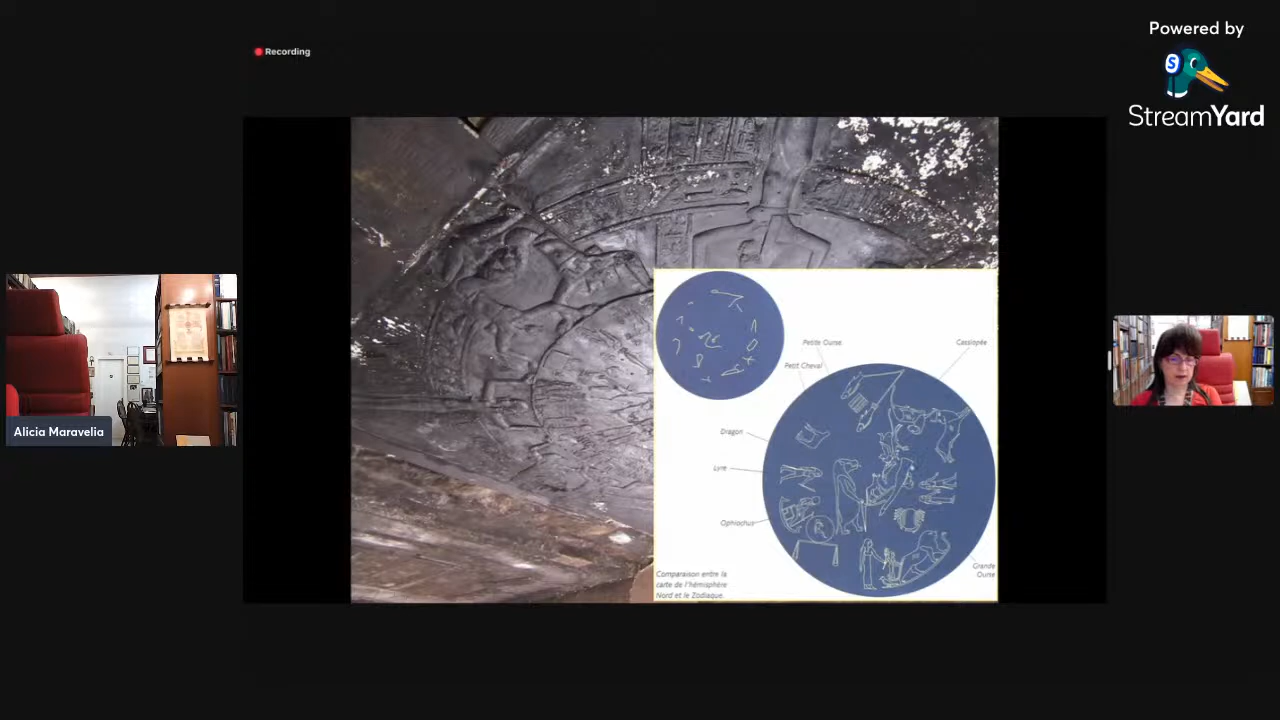 Recording
Powered by
StreamYard
S
Petite Ourse
Cassiopée
Petit Cheval
Dragon
Lyre
Ophiuchus
Grande
Ourse
Comparaison entre la
carte de l'hémisphère
Nord et le Zodiaque.
Alicia Maravelia